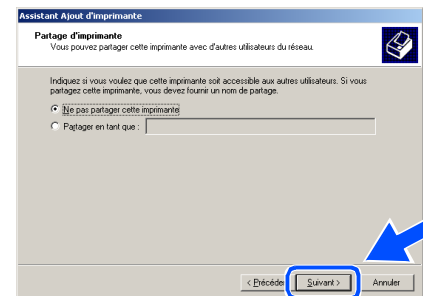 Assistant Ajout d'imprimante
Partage d'imprimante
Vous pouvez partager cette imprimante avec d'autres utilisateurs du réseau.
Indiquez si vous voulez que cette imprimante soit accessible aux autres utilisateurs. Si vous
partagez cette imprimante, vous devez fournir un nom de partage.
Ne pas partager cette imprimante
Partager en tant que :
< Précéde Suivant > Annuler